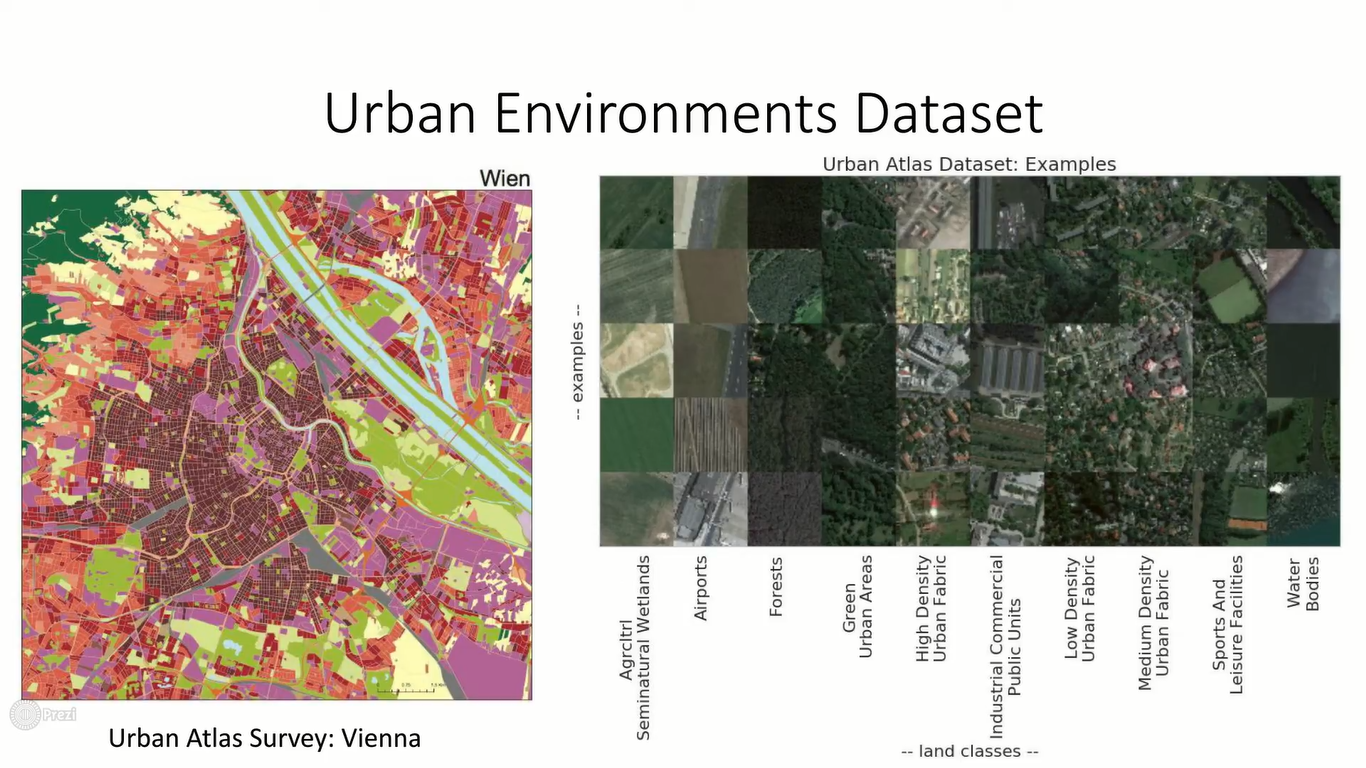 Urban Environments Dataset
Wien
Urban Atlas Survey: Vienna
Prezi
Urban Atlas Dataset: Examples
-- examples --
Agrcltrl
Seminatural Wetlands
Airports
Forests
Green
Urban Areas
High Density
Urban Fabric
Industrial Commercial
Public Units
Low Density
Urban Fabric
Medium Density
Urban Fabric
Sports And
Leisure Facilities
Water
Bodies
-- land classes --